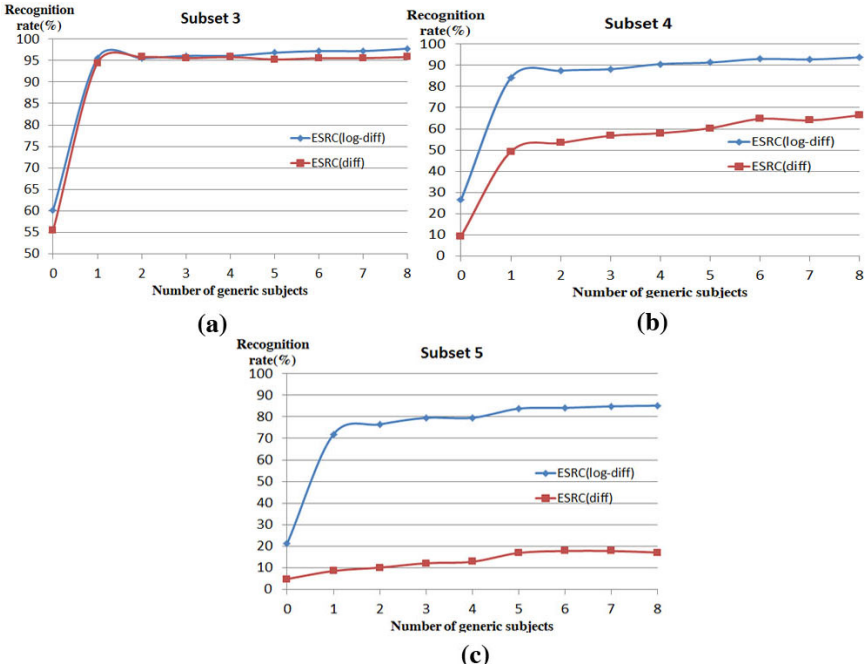 Recognition
rate(%)
Subset 3
100
95
90
85
80
75
70
65
60
55
50
0 1 2 3 4 5 6 7 8
ESRC(log-diff)
ESRC(diff)
Number of generic subjects
(a)
Recognition
rate(%)
Subset 4
100
90
80
70
60
50
40
30
20
10
0
0 1 2 3 4 5 6 7 8
ESRC(log-diff)
ESRC(diff)
Number of generic subjects
(b)
Recognition
rate(%)
Subset 5
100
90
80
70
60
50
40
30
20
10
0
0 1 2 3 4 5 6 7 8
ESRC(log-diff)
ESRC(diff)
Number of generic subjects
(c)